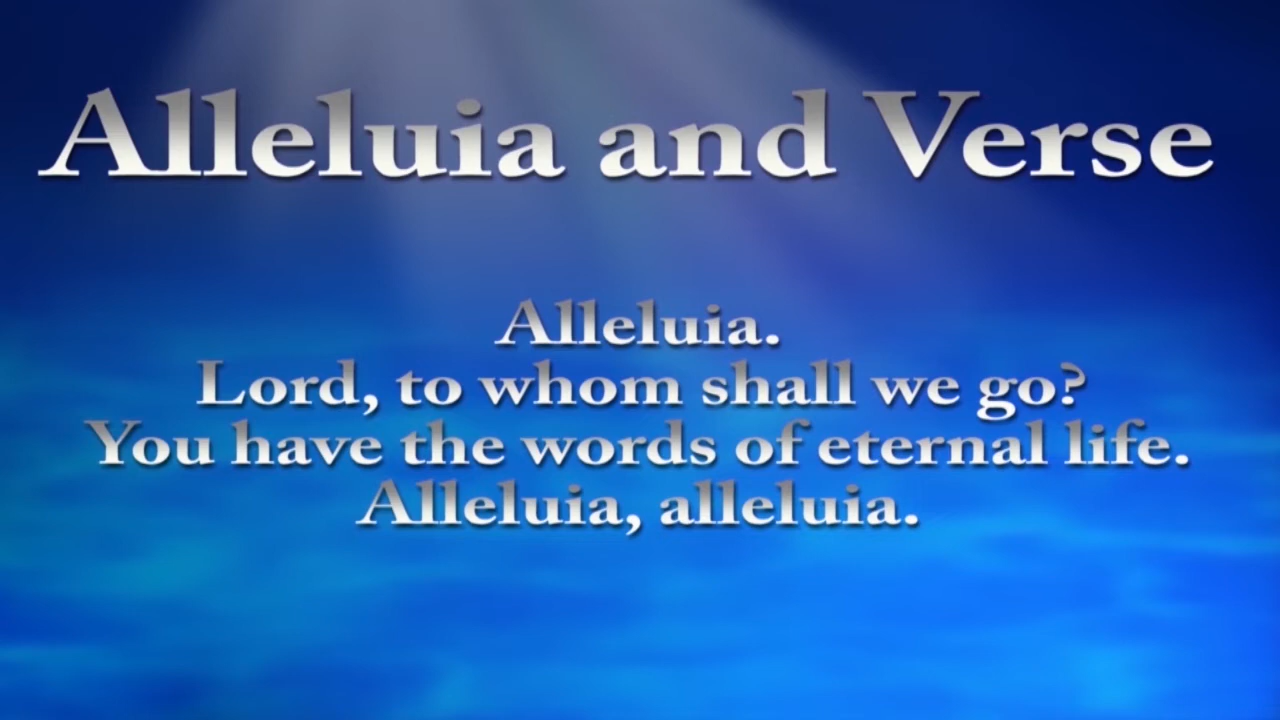 Alleluia and Verse
Alleluia.
Lord, to whom shall we go?
You have the words of eternal life.
Alleluia, alleluia.